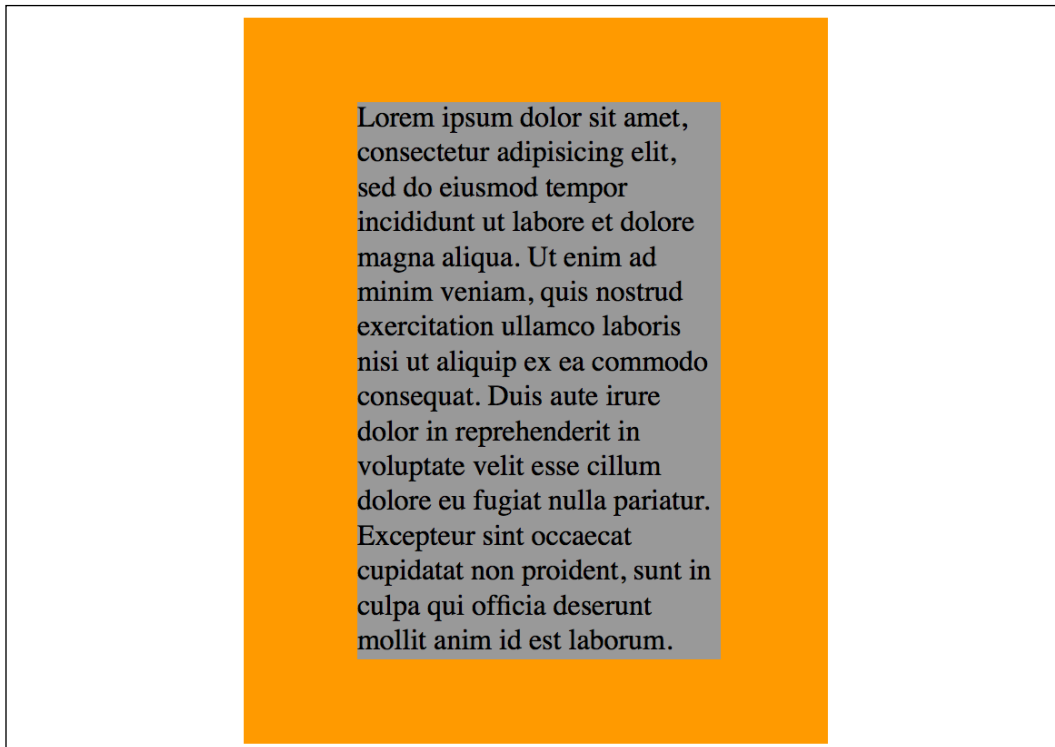 Lorem ipsum dolor sit amet,
consectetur adipisicing elit,
sed do eiusmod tempor
incididunt ut labore et dolore
magna aliqua. Ut enim ad
minim veniam, quis nostrud
exercitation ullamco laboris
nisi ut aliquip ex ea commodo
consequat. Duis aute irure
dolor in reprehenderit in
voluptate velit esse cillum
dolore eu fugiat nulla pariatur.
Excepteur sint occaecat
cupidatat non proident, sunt in
culpa qui officia deserunt
mollit anim id est laborum.